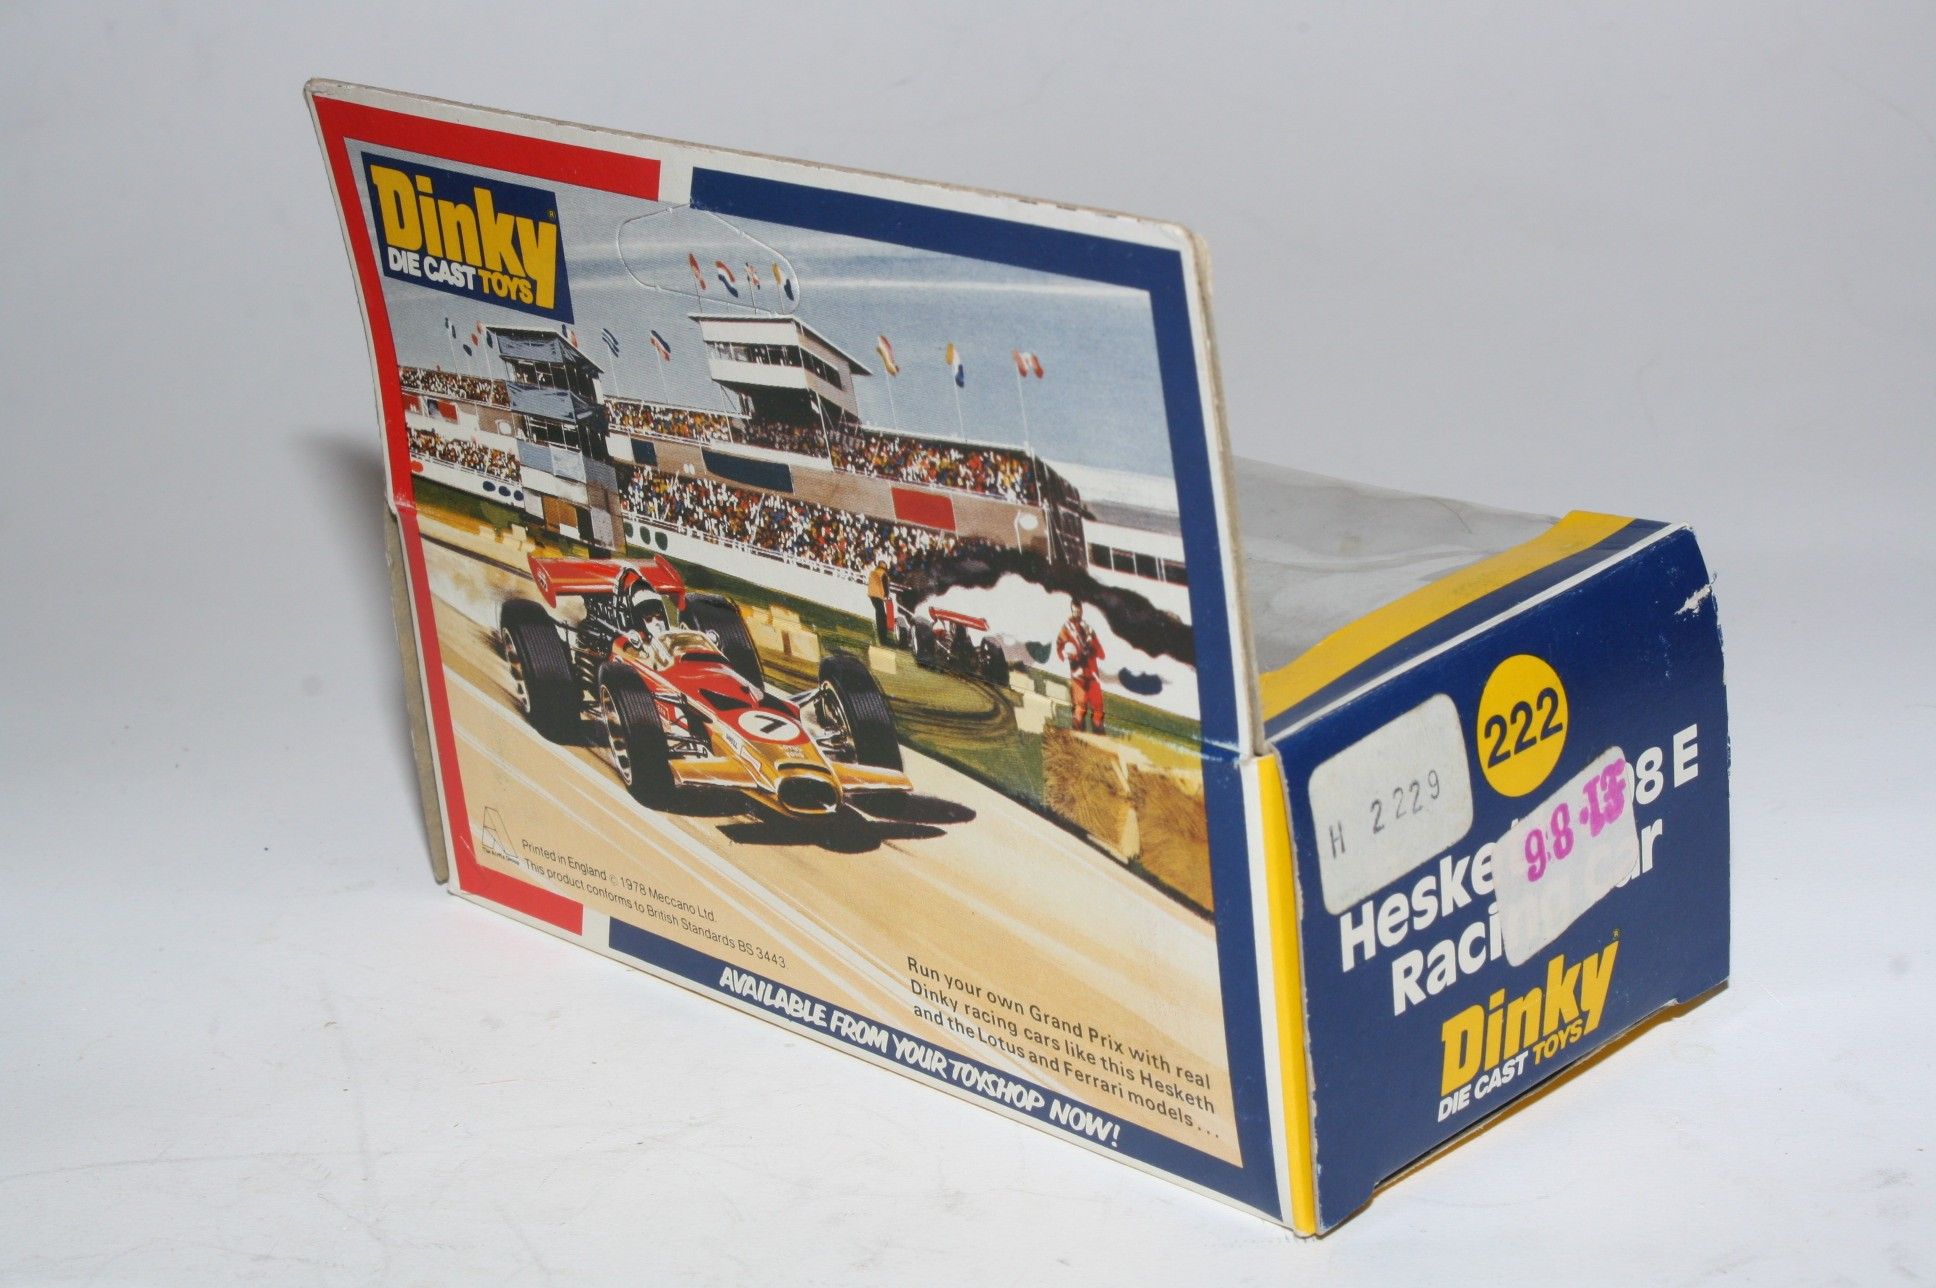 Dinky®
DIE CAST TOYS
7
Printed in England © 1978 Meccano Ltd.
This product conforms to British Standards BS 3443
Run your own Grand Prix with real
Dinky racing cars like this Hesketh
and the Lotus and Ferrari models...
AVAILABLE FROM YOUR TOYSHOP NOW!
222
H 2229
8 E
Racing Car
Dinky®
DIE CAST TOYS